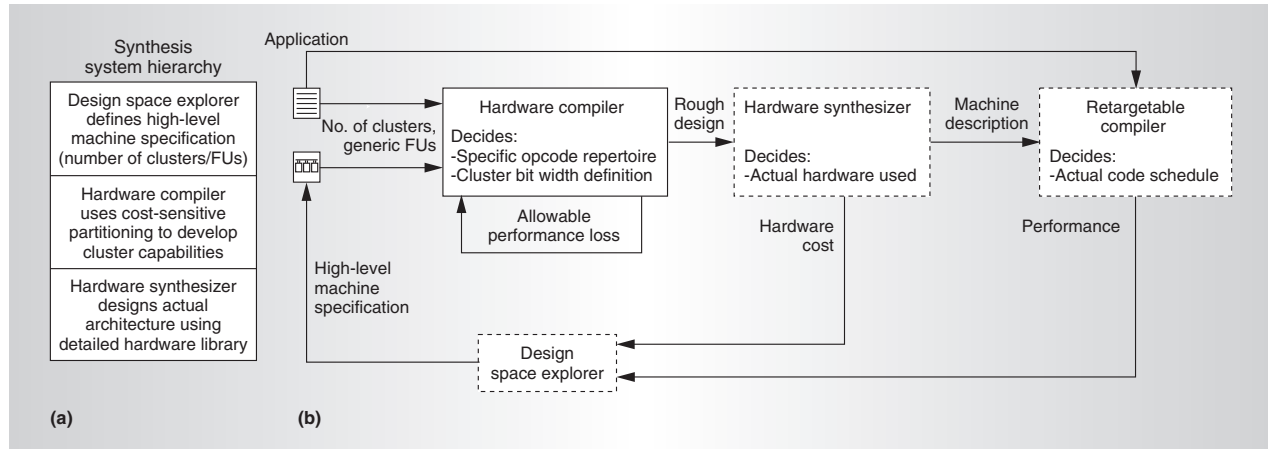 Synthesis
system hierarchy
Design space explorer
defines high-level
machine specification
(number of clusters/FUs)
Hardware compiler
uses cost-sensitive
partitioning to develop
cluster capabilities
Hardware synthesizer
designs actual
architecture using
detailed hardware library
(a)
Application
No. of clusters,
generic FUs
Hardware compiler
Decides:
-Specific opcode repertoire
-Cluster bit width definition
Allowable
performance loss
Rough
design
Hardware synthesizer
Decides:
-Actual hardware used
Machine
description
Retargetable
compiler
Decides:
-Actual code schedule
Hardware
cost
Performance
High-level
machine
specification
Design
space explorer
(b)